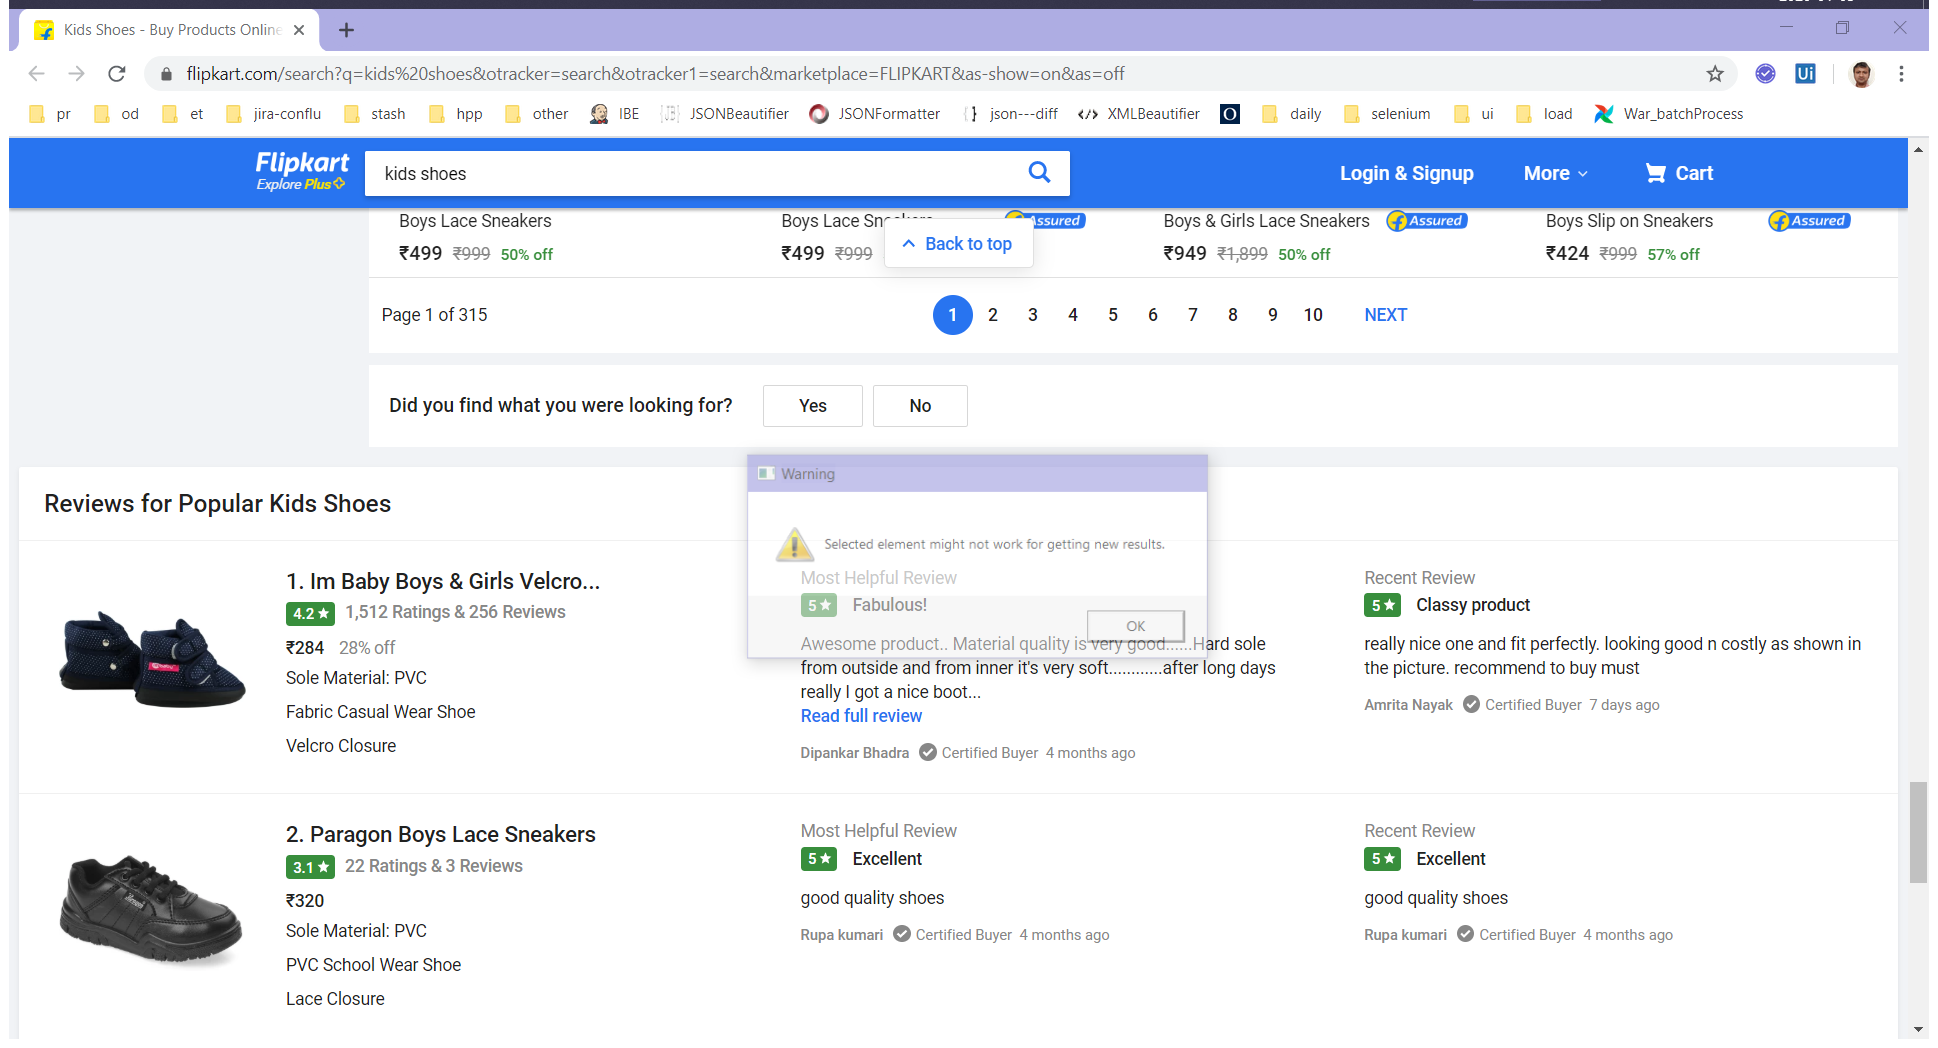 Kids Shoes - Buy Products Online
flipkart.com/search?q=kids%20shoes&otracker=search&otracker1=search&marketplace=FLIPKART&as-show=on&as=off
Ui
pr od et jira-conflu stash hpp other IBE JSONBeautifier JSONFormatter json---diff XMLBeautifier O daily selenium ui load War_batchProcess
Flipkart
Explore Plus
kids shoes
Login & Signup More Cart
Boys Lace Sneakers
₹499 ₹999 50% off
Boys Lace Sneakers Assured
₹499 ₹999
Boys & Girls Lace Sneakers Assured
₹949 ₹1,899 50% off
Boys Slip on Sneakers Assured
₹424 ₹999 57% off
Back to top
Page 1 of 315
1 2 3 4 5 6 7 8 9 10 NEXT
Did you find what you were looking for? Yes No
Warning
Selected element might not work for getting new results.
OK
Reviews for Popular Kids Shoes
1. Im Baby Boys & Girls Velcro...
4.2 ★ 1,512 Ratings & 256 Reviews
₹284 28% off
Sole Material: PVC
Fabric Casual Wear Shoe
Velcro Closure
Most Helpful Review
5 ★ Fabulous!
Awesome product.. Material quality is very good......Hard sole
from outside and from inner it's very soft............after long days
really I got a nice boot...
Read full review
Dipankar Bhadra Certified Buyer 4 months ago
Recent Review
5 ★ Classy product
really nice one and fit perfectly. looking good n costly as shown in
the picture. recommend to buy must
Amrita Nayak Certified Buyer 7 days ago
2. Paragon Boys Lace Sneakers
3.1 ★ 22 Ratings & 3 Reviews
₹320
Sole Material: PVC
PVC School Wear Shoe
Lace Closure
Most Helpful Review
5 ★ Excellent
good quality shoes
Rupa kumari Certified Buyer 4 months ago
Recent Review
5 ★ Excellent
good quality shoes
Rupa kumari Certified Buyer 4 months ago